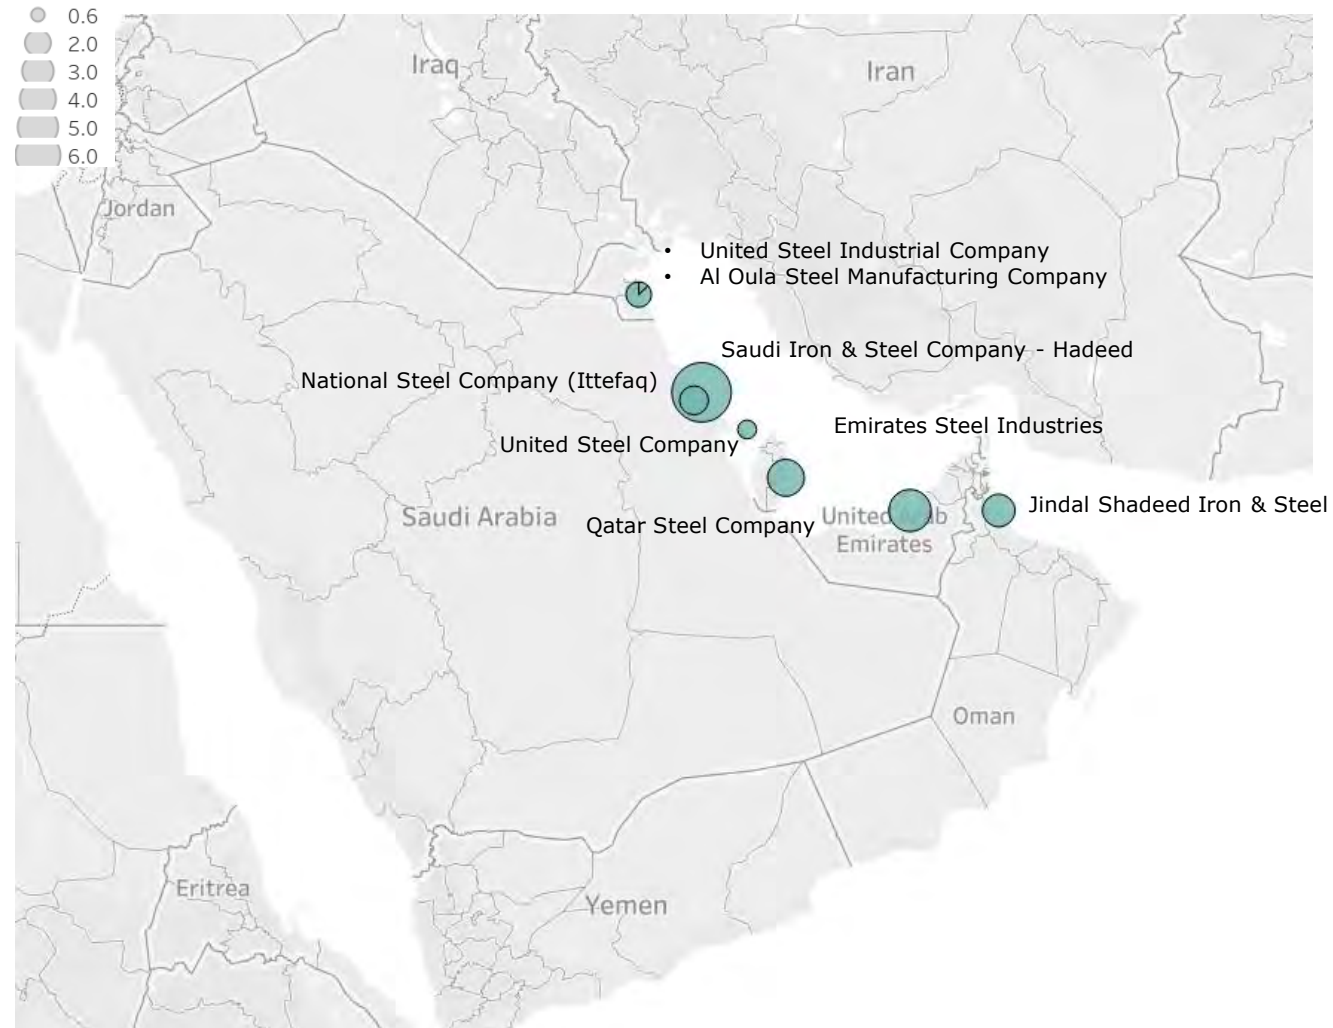 0.6
2.0
3.0
4.0
5.0
6.0
Iraq
Iran
Jordan
• United Steel Industrial Company
• Al Oula Steel Manufacturing Company
Saudi Iron & Steel Company - Hadeed
National Steel Company (Ittefaq)
United Steel Company
Emirates Steel Industries
Saudi Arabia
Qatar Steel Company
United Arab
Emirates
Jindal Shadeed Iron & Steel
Oman
Eritrea
Yemen